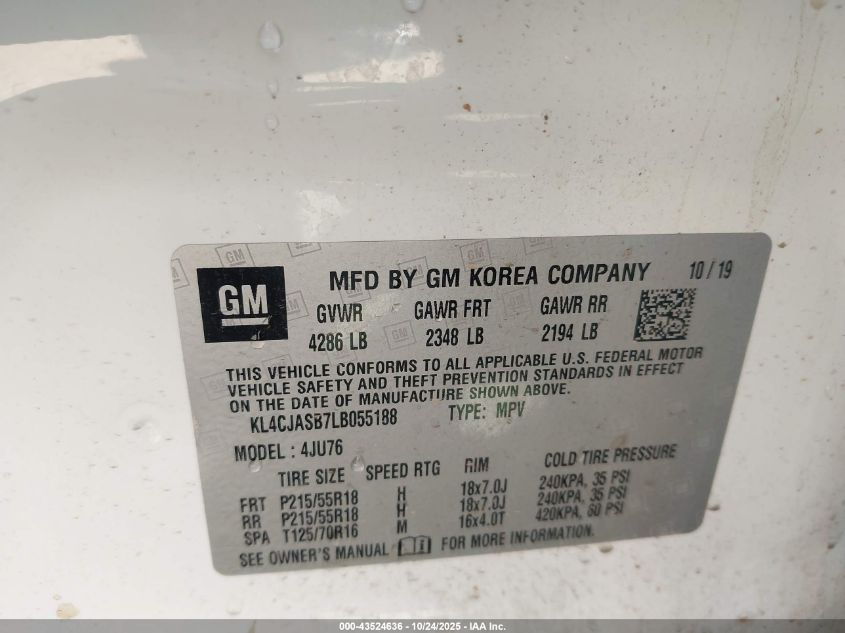 GM
MFD BY GM KOREA COMPANY 10/19
GVWR GAWR FRT GAWR RR
4286 LB 2348 LB 2194 LB
THIS VEHICLE CONFORMS TO ALL APPLICABLE U.S. FEDERAL MOTOR
VEHICLE SAFETY AND THEFT PREVENTION STANDARDS IN EFFECT
ON THE DATE OF MANUFACTURE SHOWN ABOVE.
KL4CJASB7LB055188 TYPE: MPV
MODEL : 4JU76
TIRE SIZE SPEED RTG RIM COLD TIRE PRESSURE
FRT P215/55R18 H 18x7.0J 240KPA, 35 PSI
RR P215/55R18 H 18x7.0J 240KPA, 35 PSI
SPA T125/70R16 M 16x4.0T 420KPA, 60 PSI
SEE OWNER'S MANUAL FOR MORE INFORMATION.
000-43524636 - 10/24/2025 - IAA Inc.